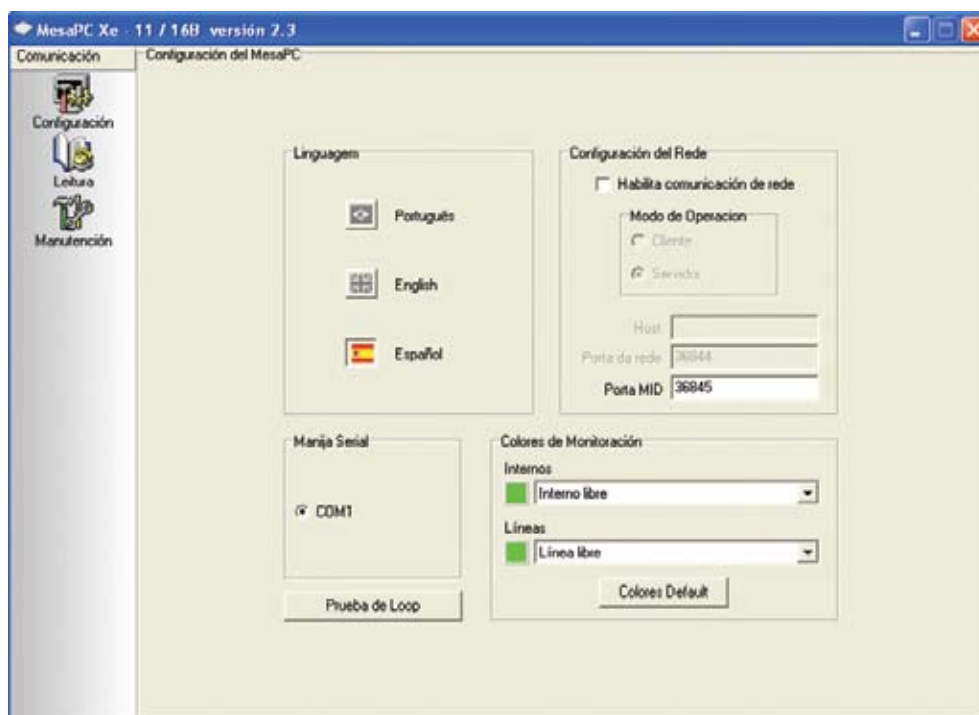 MesaPC Xe - 11 / 16B versión 2.3
Comunicación
Configuración
Leitura
Manutención
Configuración del MesaPC
Linguagem
Português
English
Español
Configuración del Rede
Habilita comunicación de rede
Modo de Operacion
Cliente
Servidor
Host
Porta da rede 36844
Porta MID 36845
Manija Serial
COM1
Prueba de Loop
Colores de Monitoración
Internos
Interno libre
Líneas
Línea libre
Colores Default